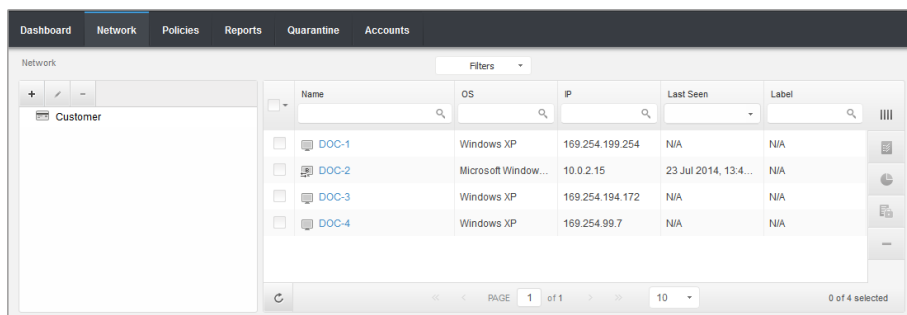 Dashboard Network Policies Reports Quarantine Accounts
Network
Filters
Customer
Name OS IP Last Seen Label
DOC-1 Windows XP 169.254.199.254 N/A N/A
DOC-2 Microsoft Window... 10.0.2.15 23 Jul 2014, 13:4... N/A
DOC-3 Windows XP 169.254.194.172 N/A N/A
DOC-4 Windows XP 169.254.99.7 N/A N/A
PAGE 1 of 1 10 0 of 4 selected